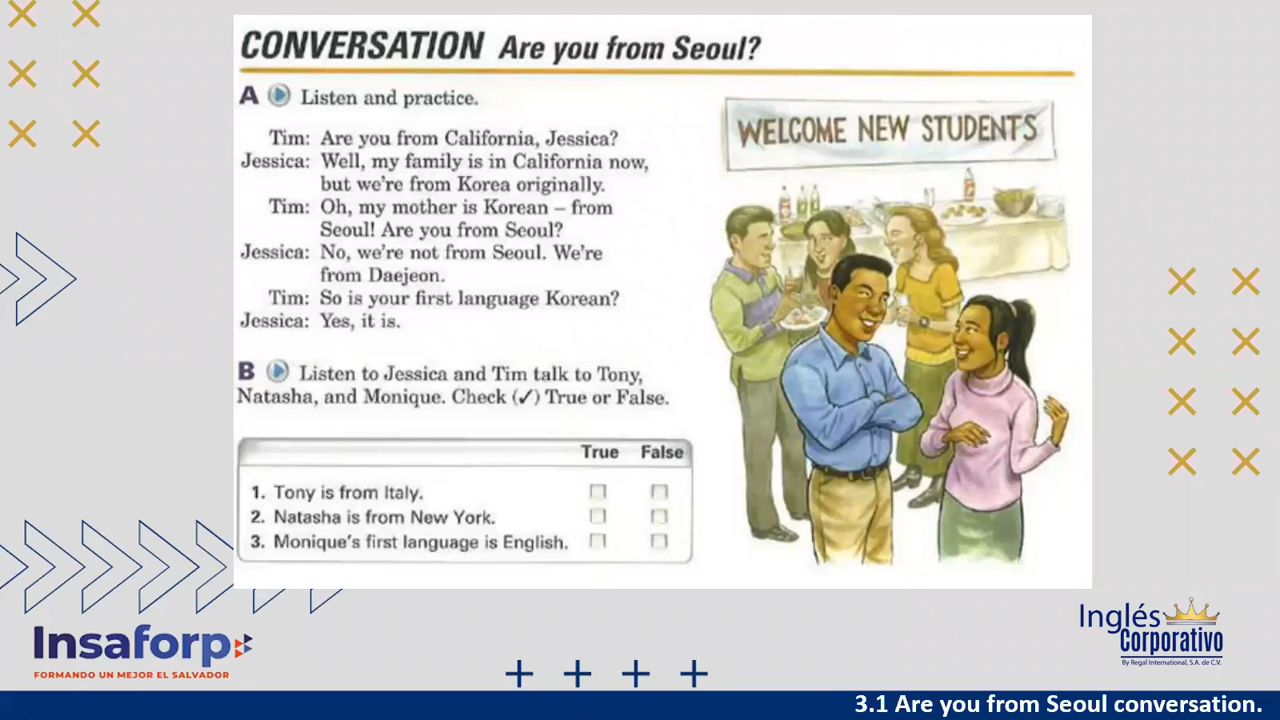 CONVERSATION Are you from Seoul?
A Listen and practice.
Tim: Are you from California, Jessica?
Jessica: Well, my family is in California now,
but we're from Korea originally.
Tim: Oh, my mother is Korean – from
Seoul! Are you from Seoul?
Jessica: No, we're not from Seoul. We're
from Daejeon.
Tim: So is your first language Korean?
Jessica: Yes, it is.
B Listen to Jessica and Tim talk to Tony,
Natasha, and Monique. Check (✓) True or False.
True False
1. Tony is from Italy.
2. Natasha is from New York.
3. Monique's first language is English.
WELCOME NEW STUDENTS
Insaforp
FORMANDO UN MEJOR EL SALVADOR
Inglés
Corporativo
By Regal International, S.A. de C.V.
3.1 Are you from Seoul conversation.